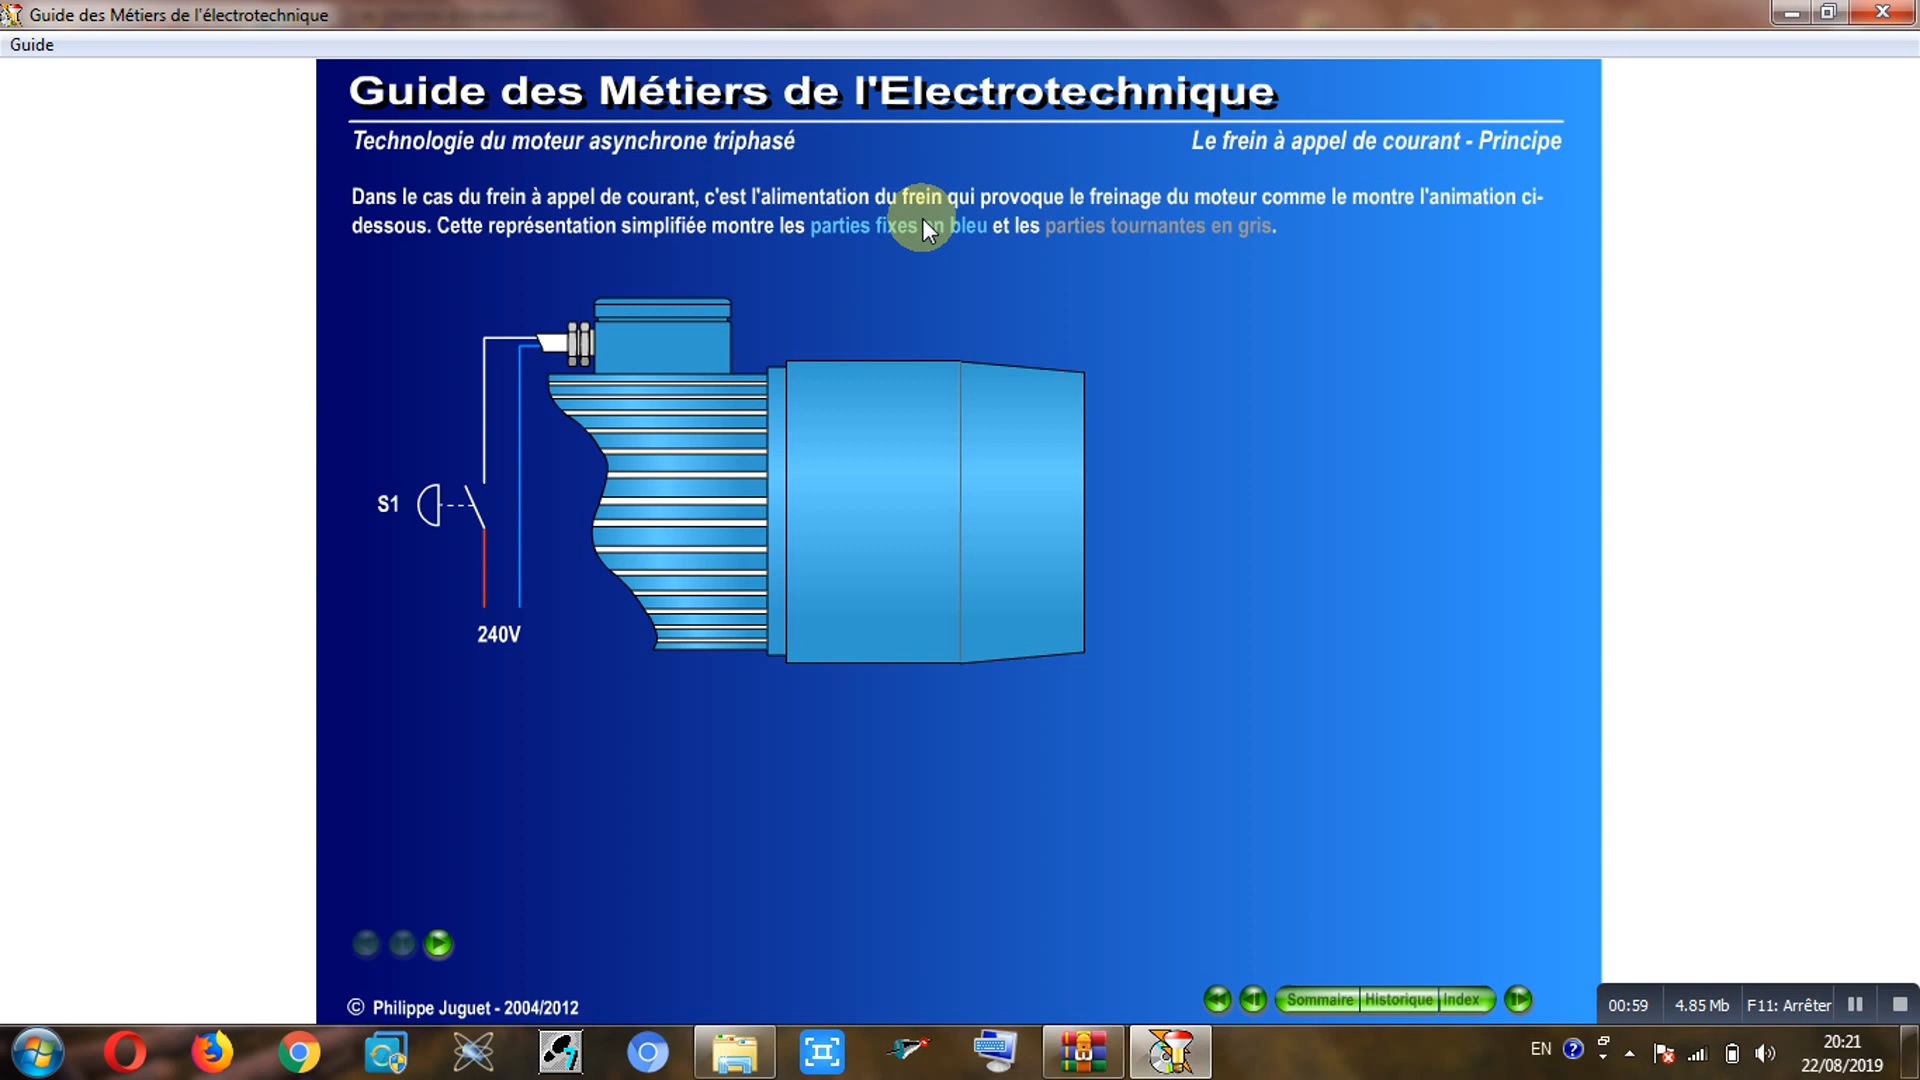 Guide des Métiers de l'électrotechnique
Guide
Guide des Métiers de l'Electrotechnique
Technologie du moteur asynchrone triphasé
Le frein à appel de courant - Principe
Dans le cas du frein à appel de courant, c'est l'alimentation du frein qui provoque le freinage du moteur comme le montre l'animation ci-
dessous. Cette représentation simplifiée montre les parties fixes en bleu et les parties tournantes en gris.
S1
240V
© Philippe Juguet - 2004/2012
Sommaire Historique Index
00:59 4.85 Mb F11: Arrêter
EN
20:21
22/08/2019